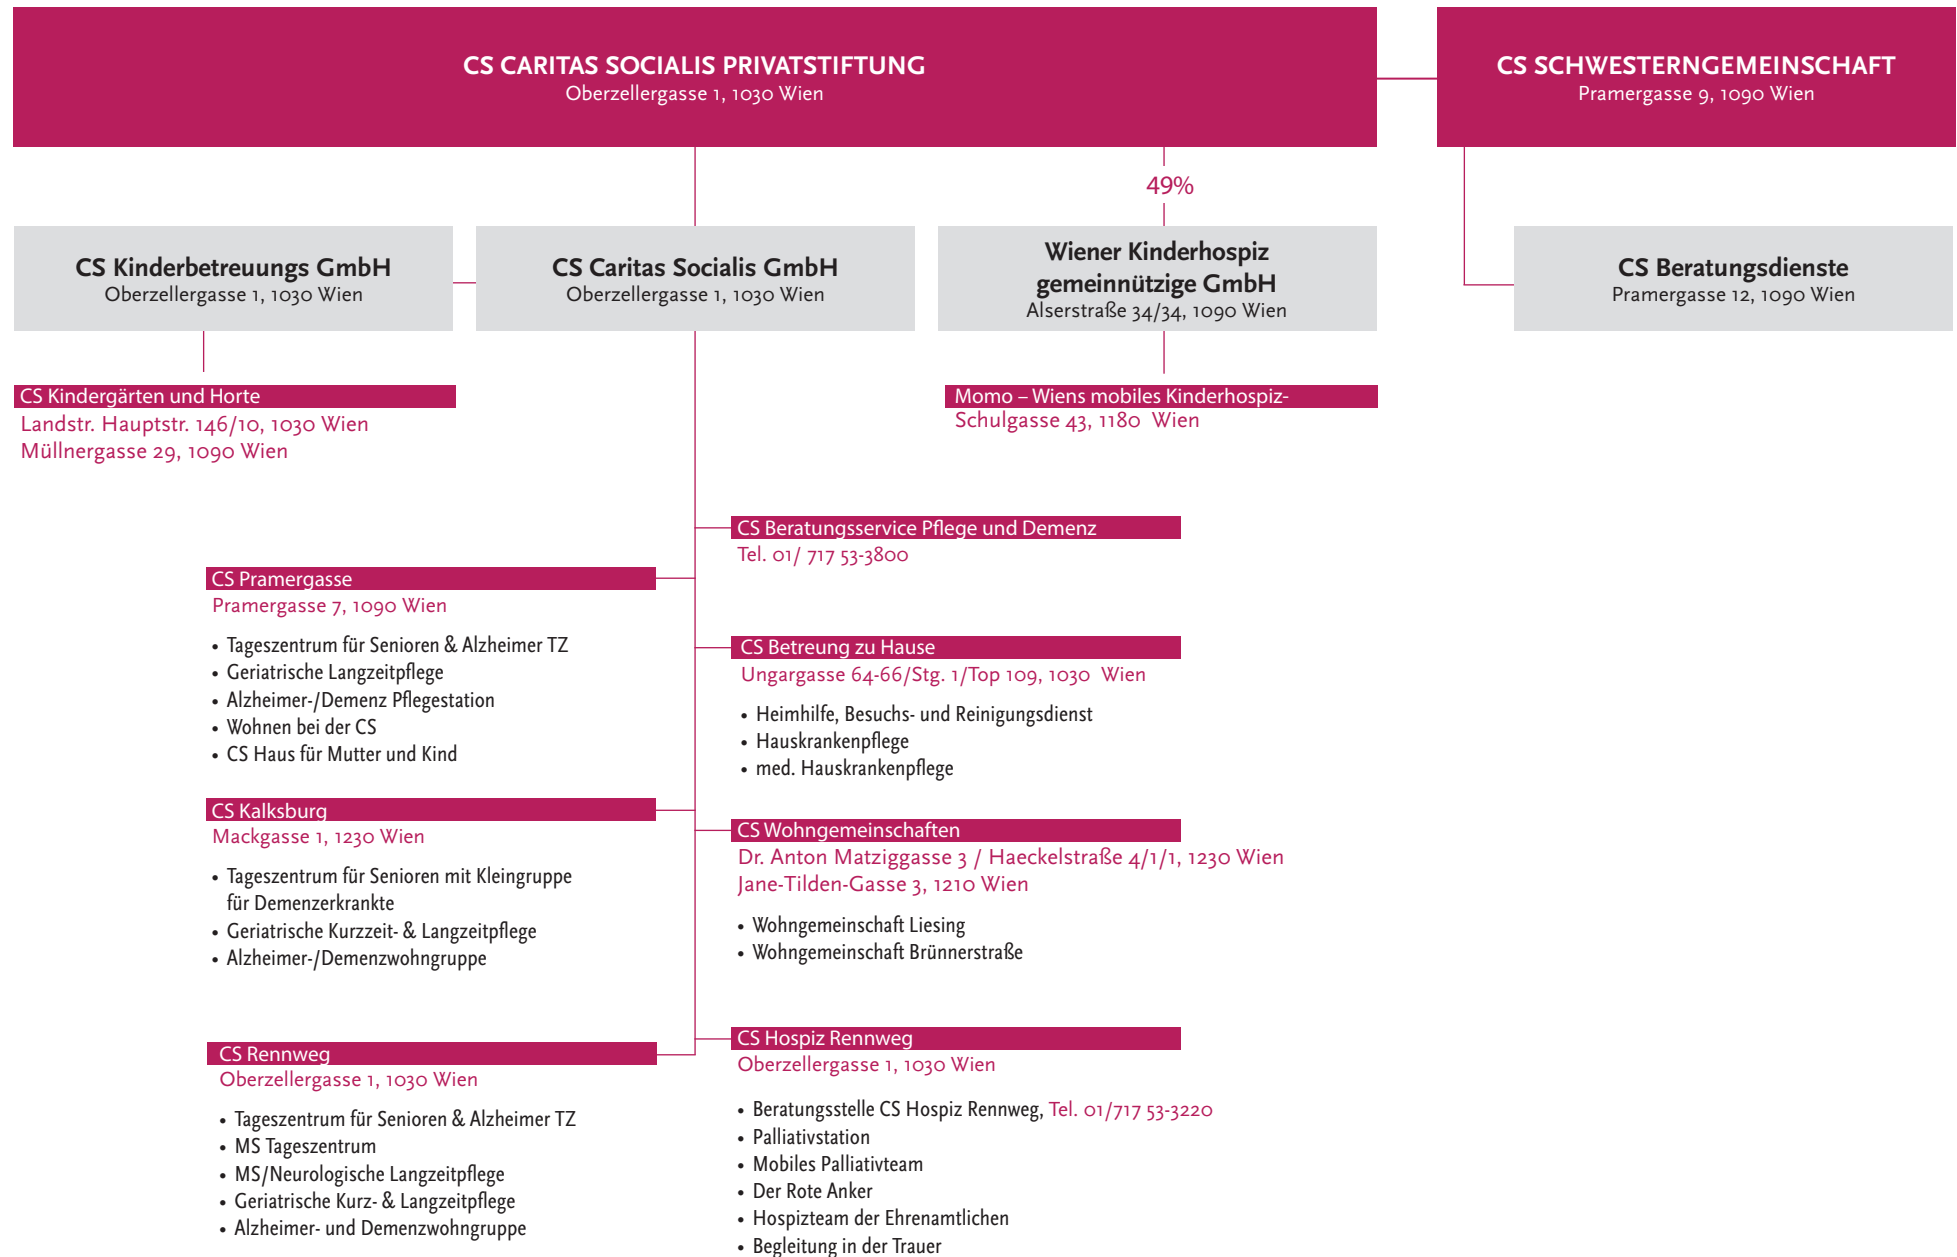 CS CARITAS SOCIALIS PRIVATSTIFTUNG
Oberzellergasse 1, 1030 Wien
CS SCHWESTERNGEMEINSCHAFT
Pramergasse 9, 1090 Wien
49%
CS Kinderbetreuungs GmbH
Oberzellergasse 1, 1030 Wien
CS Caritas Socialis GmbH
Oberzellergasse 1, 1030 Wien
Wiener Kinderhospiz
gemeinnützige GmbH
Alserstraße 34/34, 1090 Wien
CS Beratungsdienste
Pramergasse 12, 1090 Wien
CS Kindergärten und Horte
Landstr. Hauptstr. 146/10, 1030 Wien
Müllnergasse 29, 1090 Wien
Momo – Wiens mobiles Kinderhospiz-
Schulgasse 43, 1180 Wien
CS Beratungsservice Pflege und Demenz
Tel. 01/ 717 53-3800
CS Pramergasse
Pramergasse 7, 1090 Wien
• Tageszentrum für Senioren & Alzheimer TZ
• Geriatrische Langzeitpflege
• Alzheimer-/Demenz Pflegestation
• Wohnen bei der CS
• CS Haus für Mutter und Kind
CS Betreung zu Hause
Ungargasse 64-66/Stg. 1/Top 109, 1030 Wien
• Heimhilfe, Besuchs- und Reinigungsdienst
• Hauskrankenpflege
• med. Hauskrankenpflege
CS Kalksburg
Mackgasse 1, 1230 Wien
• Tageszentrum für Senioren mit Kleingruppe
für Demenzerkrankte
• Geriatrische Kurzzeit- & Langzeitpflege
• Alzheimer-/Demenzwohngruppe
CS Wohngemeinschaften
Dr. Anton Matziggasse 3 / Haeckelstraße 4/1/1, 1230 Wien
Jane-Tilden-Gasse 3, 1210 Wien
• Wohngemeinschaft Liesing
• Wohngemeinschaft Brünnerstraße
CS Rennweg
Oberzellergasse 1, 1030 Wien
• Tageszentrum für Senioren & Alzheimer TZ
• MS Tageszentrum
• MS/Neurologische Langzeitpflege
• Geriatrische Kurz- & Langzeitpflege
• Alzheimer- und Demenzwohngruppe
CS Hospiz Rennweg
Oberzellergasse 1, 1030 Wien
• Beratungsstelle CS Hospiz Rennweg, Tel. 01/717 53-3220
• Palliativstation
• Mobiles Palliativteam
• Der Rote Anker
• Hospizteam der Ehrenamtlichen
• Begleitung in der Trauer